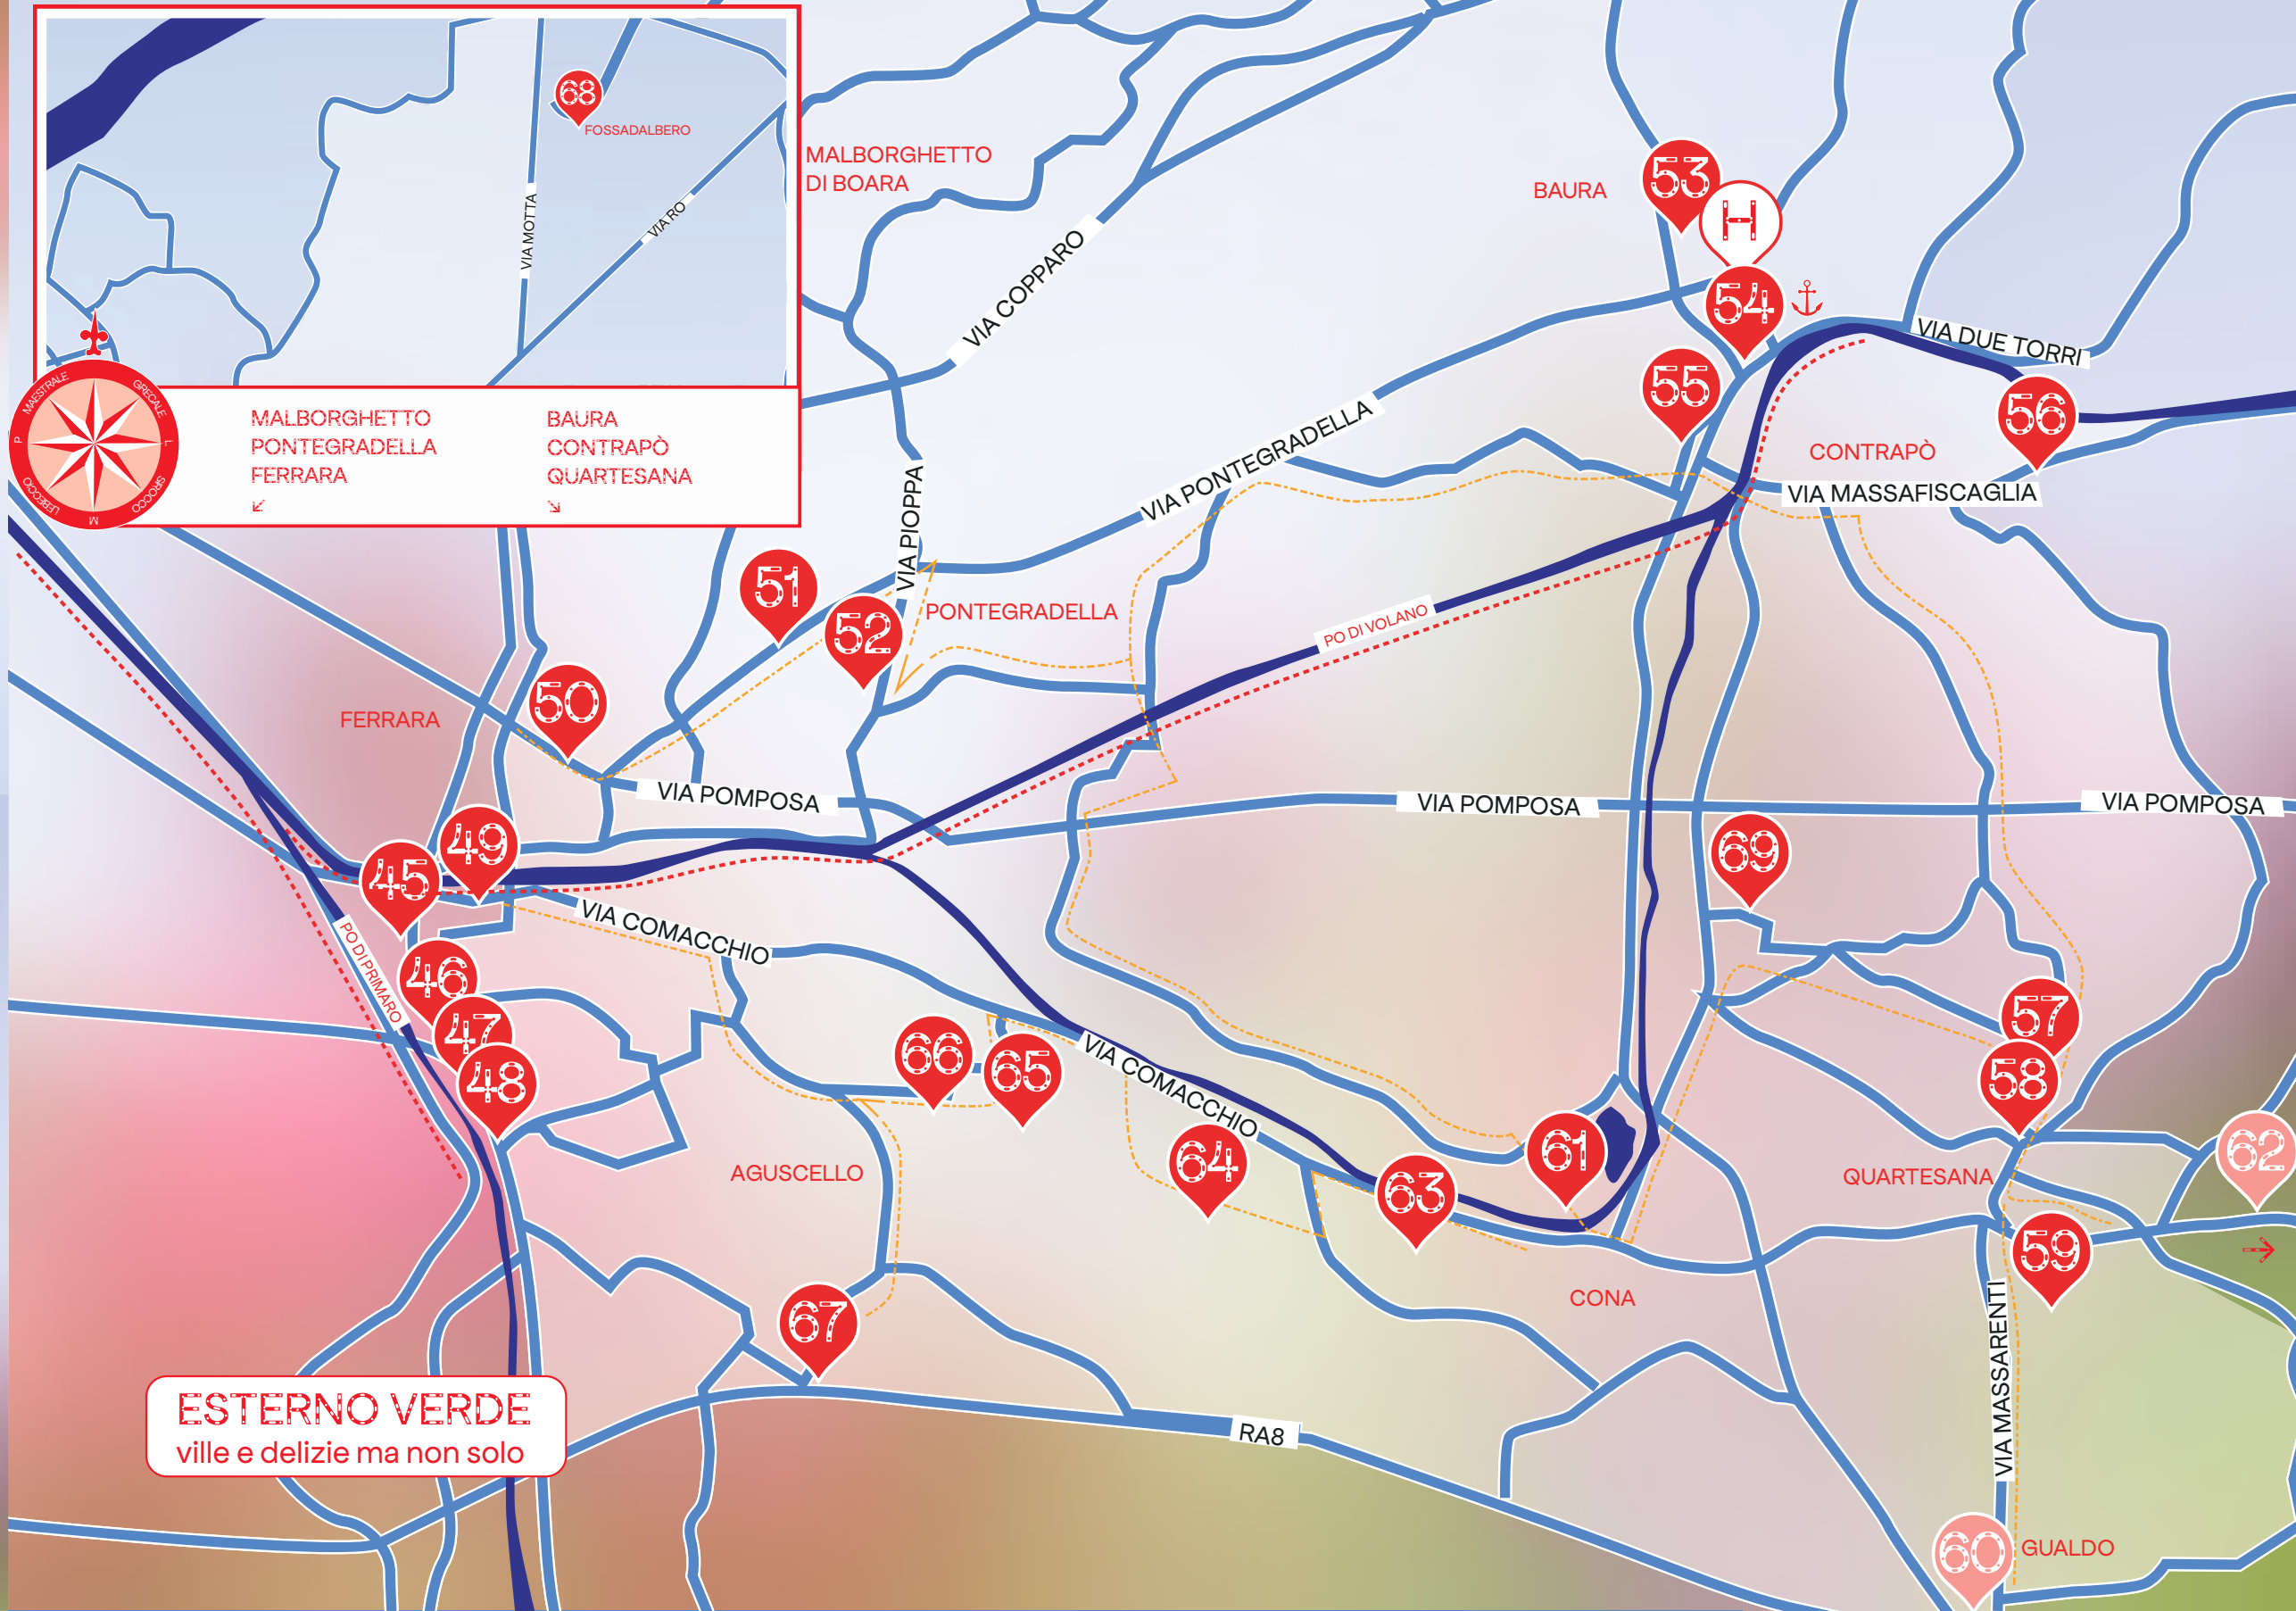 68
FOSSADALBERO
VIA MOTTA
VIA RO
MALBORGHETTO
DI BOARA
BAURA
53
H
54
VIA COPPARO
VIA DUE TORRI
55
56
MAESTRALE
GRECALE
P
L
LEBECCIO
SIROCCO
M
MALBORGHETTO
PONTEGRADELLA
FERRARA
BAURA
CONTRAPÒ
QUARTESANA
VIA PONTEGRADELLA
CONTRAPÒ
VIA MASSAFISCAGLIA
VIA PIOPPA
51
52
PONTEGRADELLA
PO DI VOLANO
50
FERRARA
VIA POMPOSA
VIA POMPOSA
VIA POMPOSA
49
45
69
VIA COMACCHIO
PO DI PRIMARO
46
47
48
66
65
VIA COMACCHIO
57
58
AGUSCELLO
64
63
61
QUARTESANA
62
59
67
CONA
VIA MASSARENTI
ESTERNO VERDE
ville e delizie ma non solo
RA8
60
GUALDO